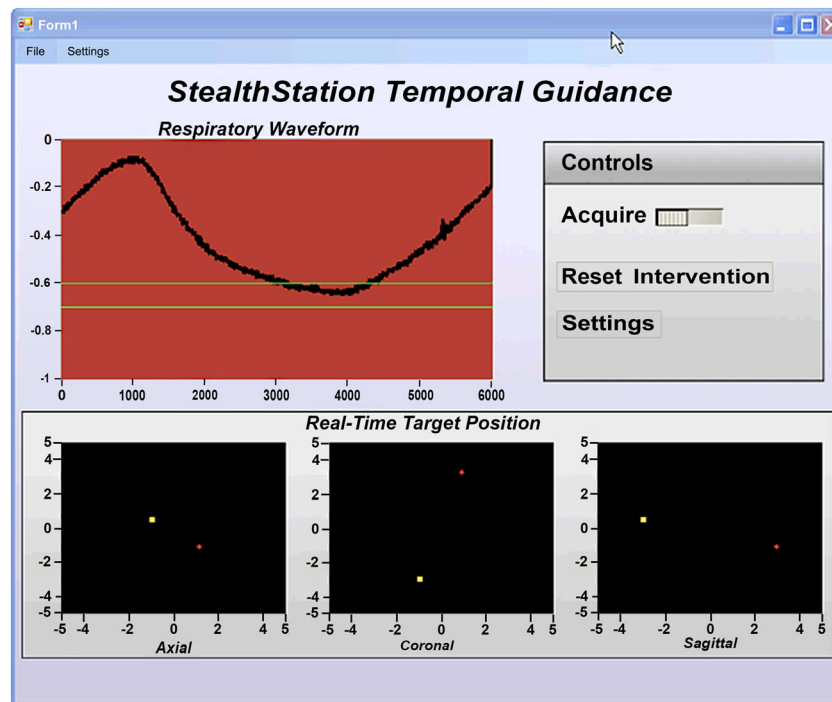 Form1
File Settings
StealthStation Temporal Guidance
Respiratory Waveform
0
-0.2
-0.4
-0.6
-0.8
-1
0 1000 2000 3000 4000 5000 6000
Controls
Acquire
Reset Intervention
Settings
Real-Time Target Position
5
4
2
0
-2
-4
-5
-5 -4 -2 0 2 4 5
Axial
5
4
2
0
-2
-4
-5
-5 -4 -2 0 2 4 5
Coronal
5
4
2
0
-2
-4
-5
-5 -4 -2 0 2 4 5
Sagittal